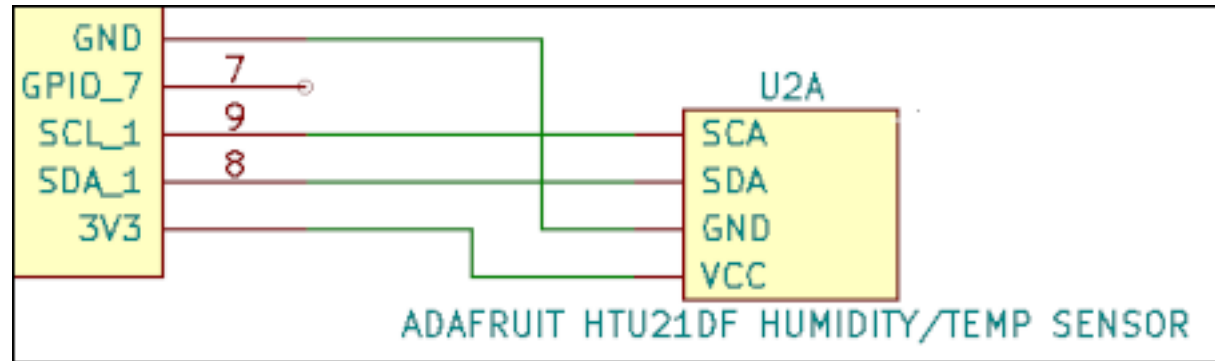 GND
GPIO_7 7
U2A
SCL_1 9 SCA
SDA_1 8 SDA
3V3 GND
VCC
ADAFRUIT HTU21DF HUMIDITY/TEMP SENSOR